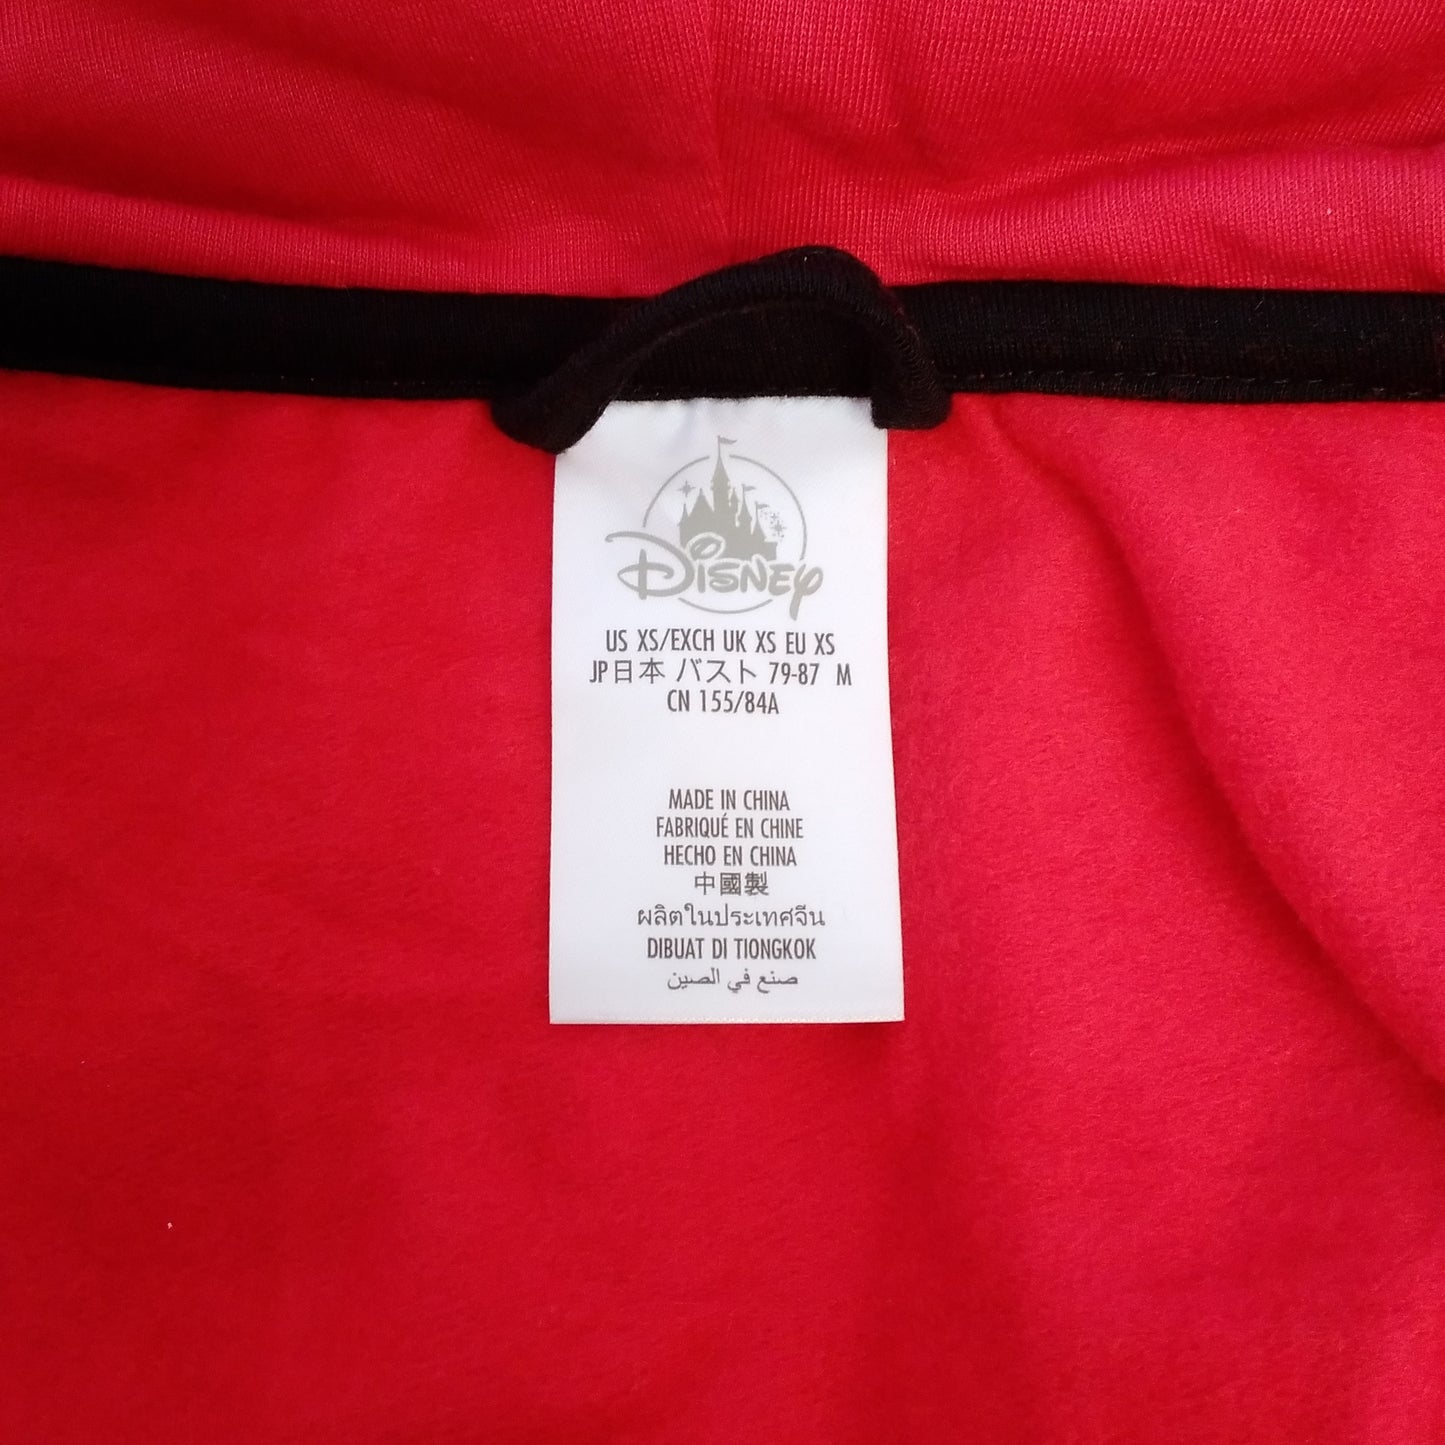 Disney
US XS/EXCH UK XS EU XS
JP日本 バスト 79-87 M
CN 155/84A
MADE IN CHINA
FABRIQUÉ EN CHINE
HECHO EN CHINA
中國製
ผลิตในประเทศจีน
DIBUAT DI TIONGKOK
صنع في الصين